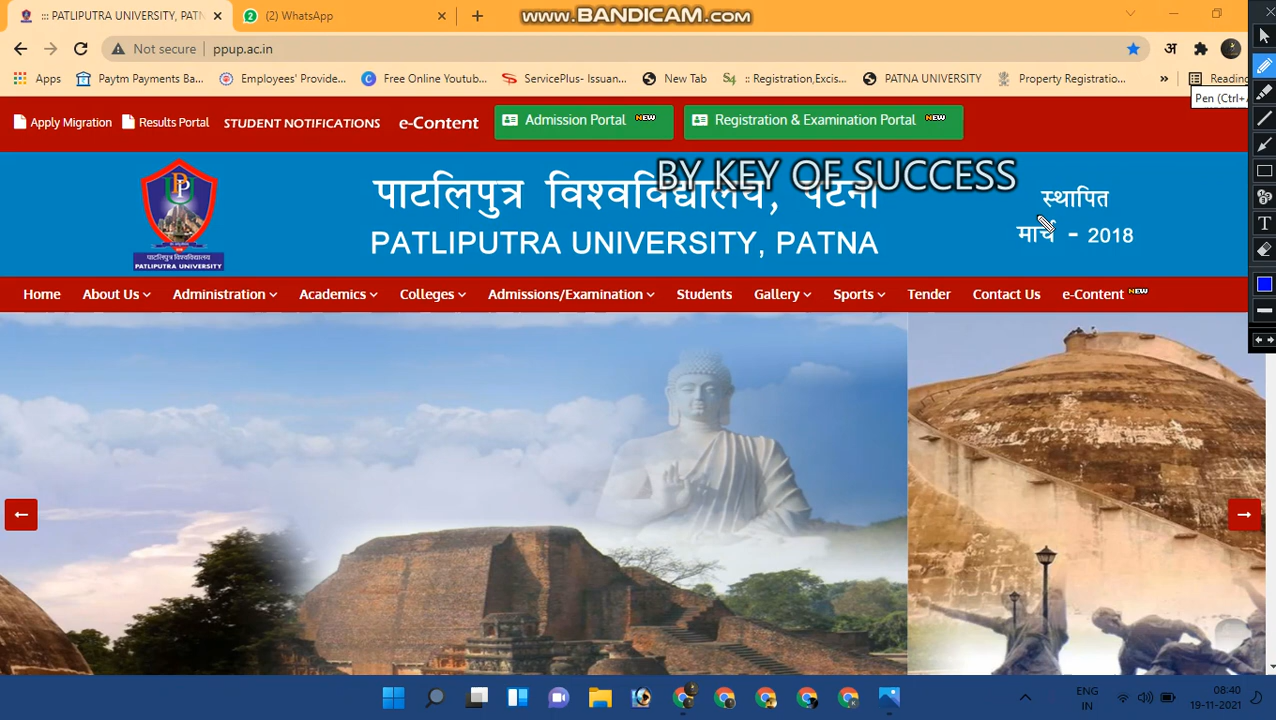 ::: PATLIPUTRA UNIVERSITY, PATN
(2) WhatsApp
www.BANDICAM.com
Not secure
ppup.ac.in
अ
Apps
Paytm Payments Ba...
Employees' Provide...
Free Online Youtub...
ServicePlus- Issuan...
New Tab
:: Registration,Excis...
PATNA UNIVERSITY
Property Registratio...
»
Reading
Pen (Ctrl+
Apply Migration
Results Portal
STUDENT NOTIFICATIONS
e-Content
Admission Portal NEW
Registration & Examination Portal NEW
BY KEY OF SUCCESS
पाटलिपुत्र विश्वविद्यालय, पटना
स्थापित
मार्च - 2018
PATLIPUTRA UNIVERSITY, PATNA
PATLIPUTRA UNIVERSITY
Home
About Us
Administration
Academics
Colleges
Admissions/Examination
Students
Gallery
Sports
Tender
Contact Us
e-Content NEW
ENG
IN
08:40
19-11-2021